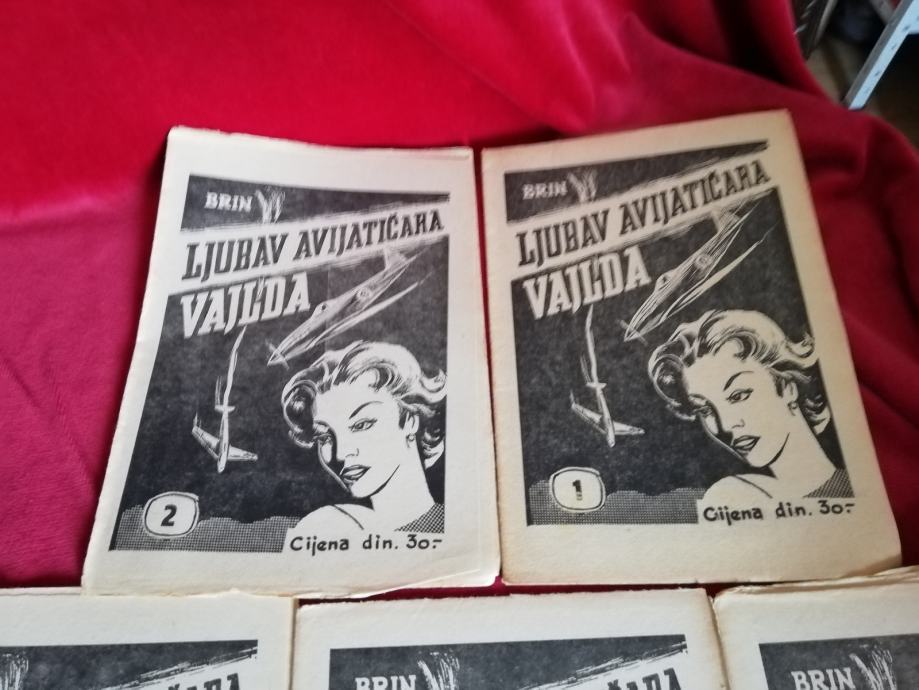 BRIN
LJUBAV AVIJATIČARA
VAJLDA
2
Cijena din. 30.-
BRIN
LJUBAV AVIJATIČARA
VAJLDA
1
Cijena din. 30.-
BRIN
BRIN